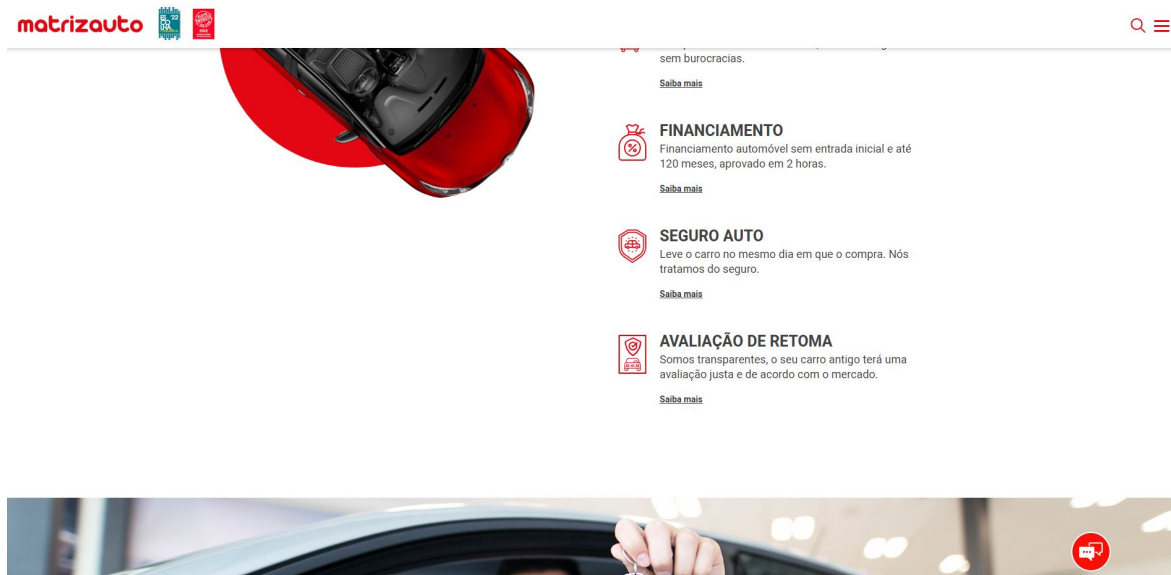 matrizauto
sem burocracias.
Saiba mais
FINANCIAMENTO
Financiamento automóvel sem entrada inicial e até
120 meses, aprovado em 2 horas.
Saiba mais
SEGURO AUTO
Leve o carro no mesmo dia em que o compra. Nós
tratamos do seguro.
Saiba mais
AVALIAÇÃO DE RETOMA
Somos transparentes, o seu carro antigo terá uma
avaliação justa e de acordo com o mercado.
Saiba mais